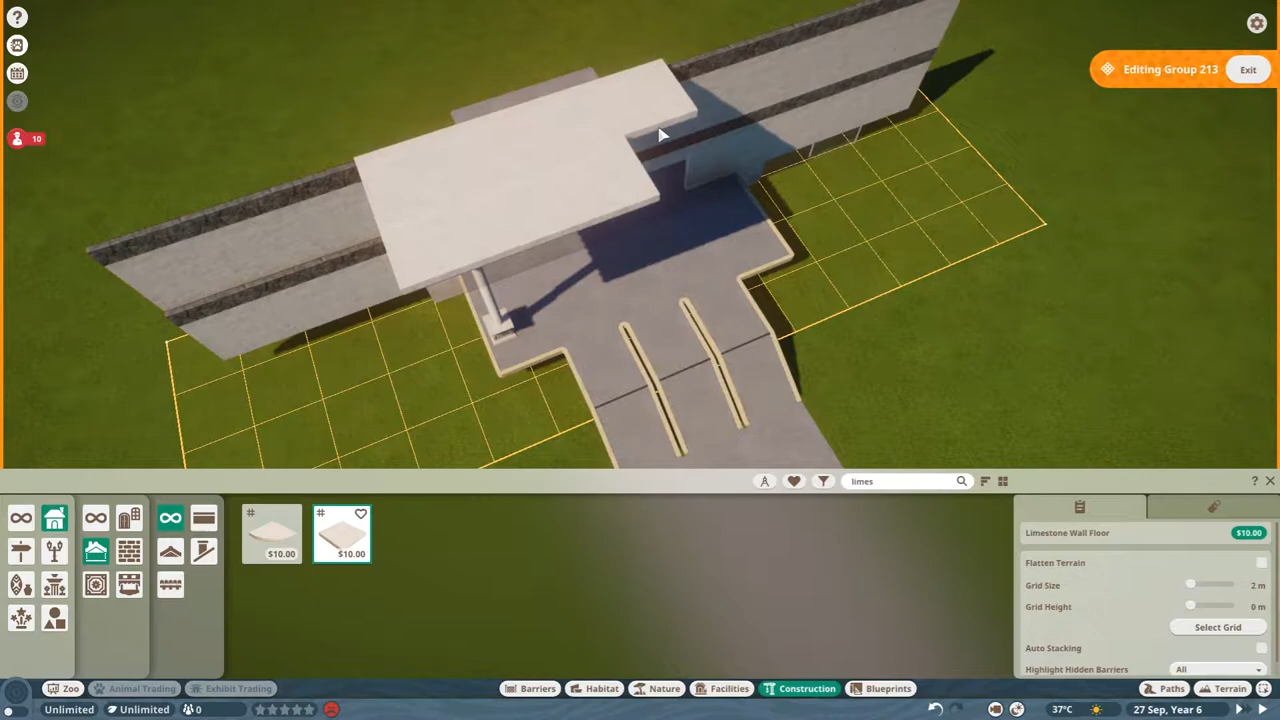 ?
Editing Group 213
Exit
10
limes
?
$10.00
$10.00
Limestone Wall Floor
$10.00
Flatten Terrain
Grid Size
2 m
Grid Height
0 m
Select Grid
Auto Stacking
Highlight Hidden Barriers
All
Zoo
Animal Trading
Exhibit Trading
Barriers
Habitat
Nature
Facilities
Construction
Blueprints
Paths
Terrain
Unlimited
Unlimited
0
37°C
27 Sep, Year 6